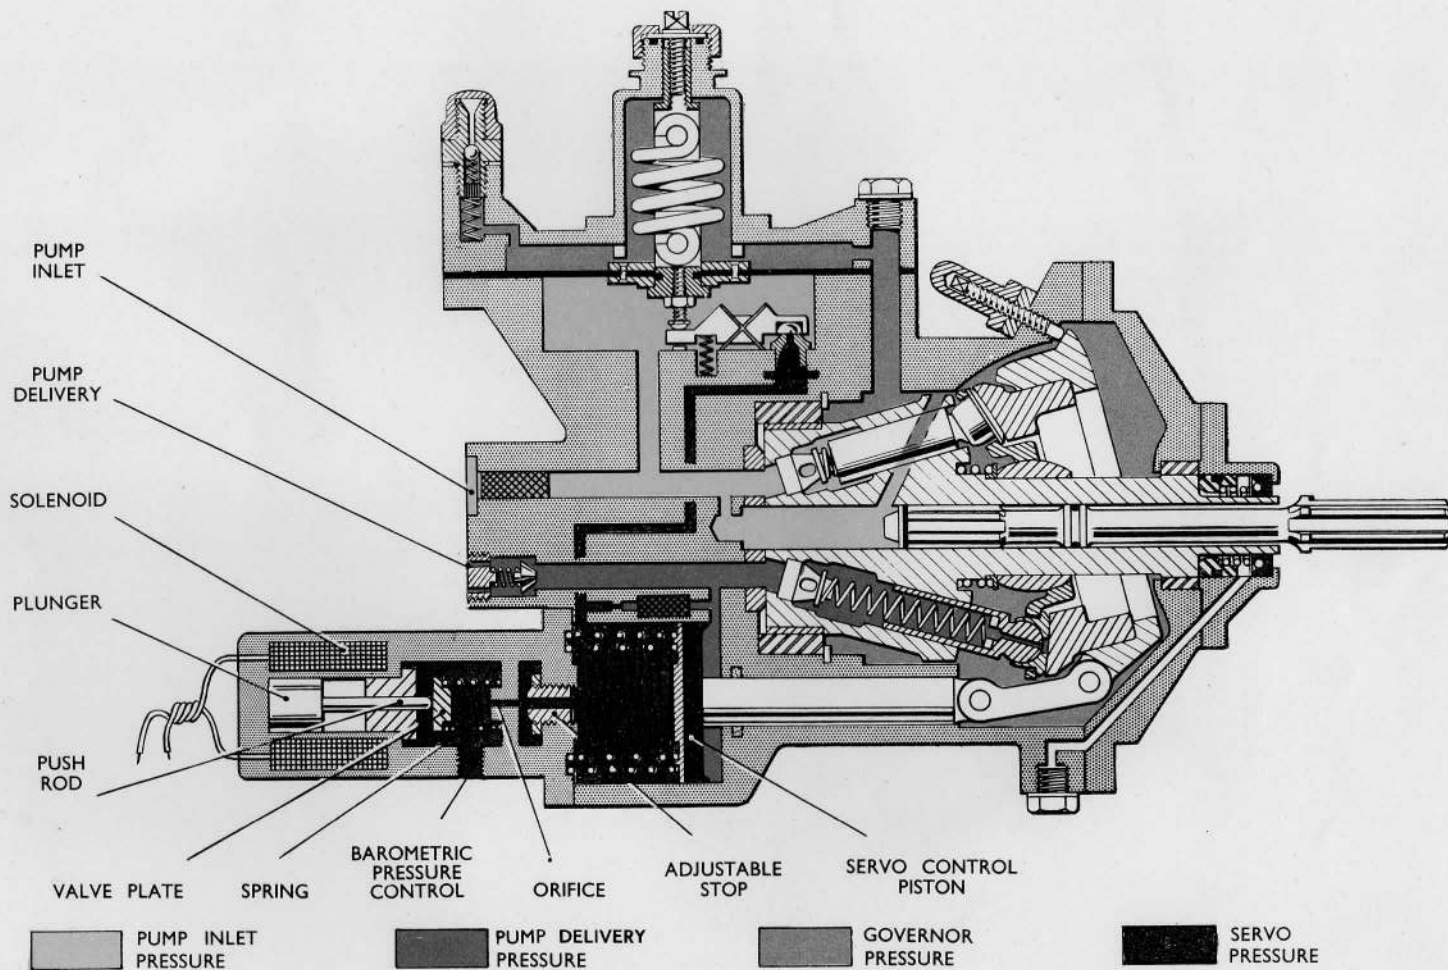 PUMP
INLET
PUMP
DELIVERY
SOLENOID
PLUNGER
PUSH
ROD
VALVE PLATE
SPRING
BAROMETRIC
PRESSURE
CONTROL
ORIFICE
ADJUSTABLE
STOP
SERVO CONTROL
PISTON
PUMP INLET
PRESSURE
PUMP DELIVERY
PRESSURE
GOVERNOR
PRESSURE
SERVO
PRESSURE